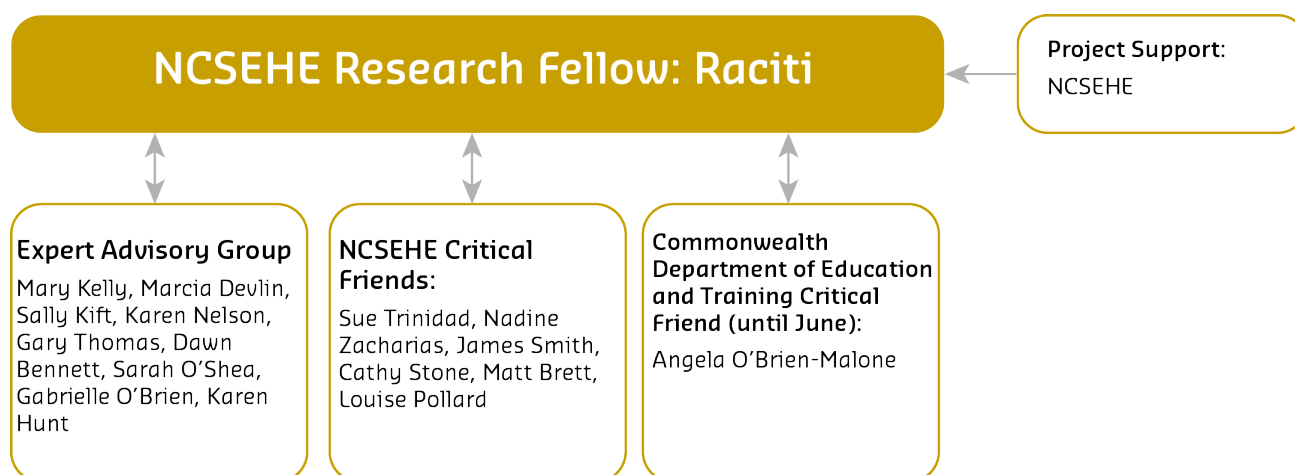 NCSEHE Research Fellow: Raciti
Project Support:
NCSEHE
Expert Advisory Group
Mary Kelly, Marcia Devlin,
Sally Kift, Karen Nelson,
Gary Thomas, Dawn
Bennett, Sarah O’Shea,
Gabrielle O’Brien, Karen
Hunt
NCSEHE Critical
Friends:
Sue Trinidad, Nadine
Zacharias, James Smith,
Cathy Stone, Matt Brett,
Louise Pollard
Commonwealth
Department of Education
and Training Critical
Friend (until June):
Angela O’Brien-Malone